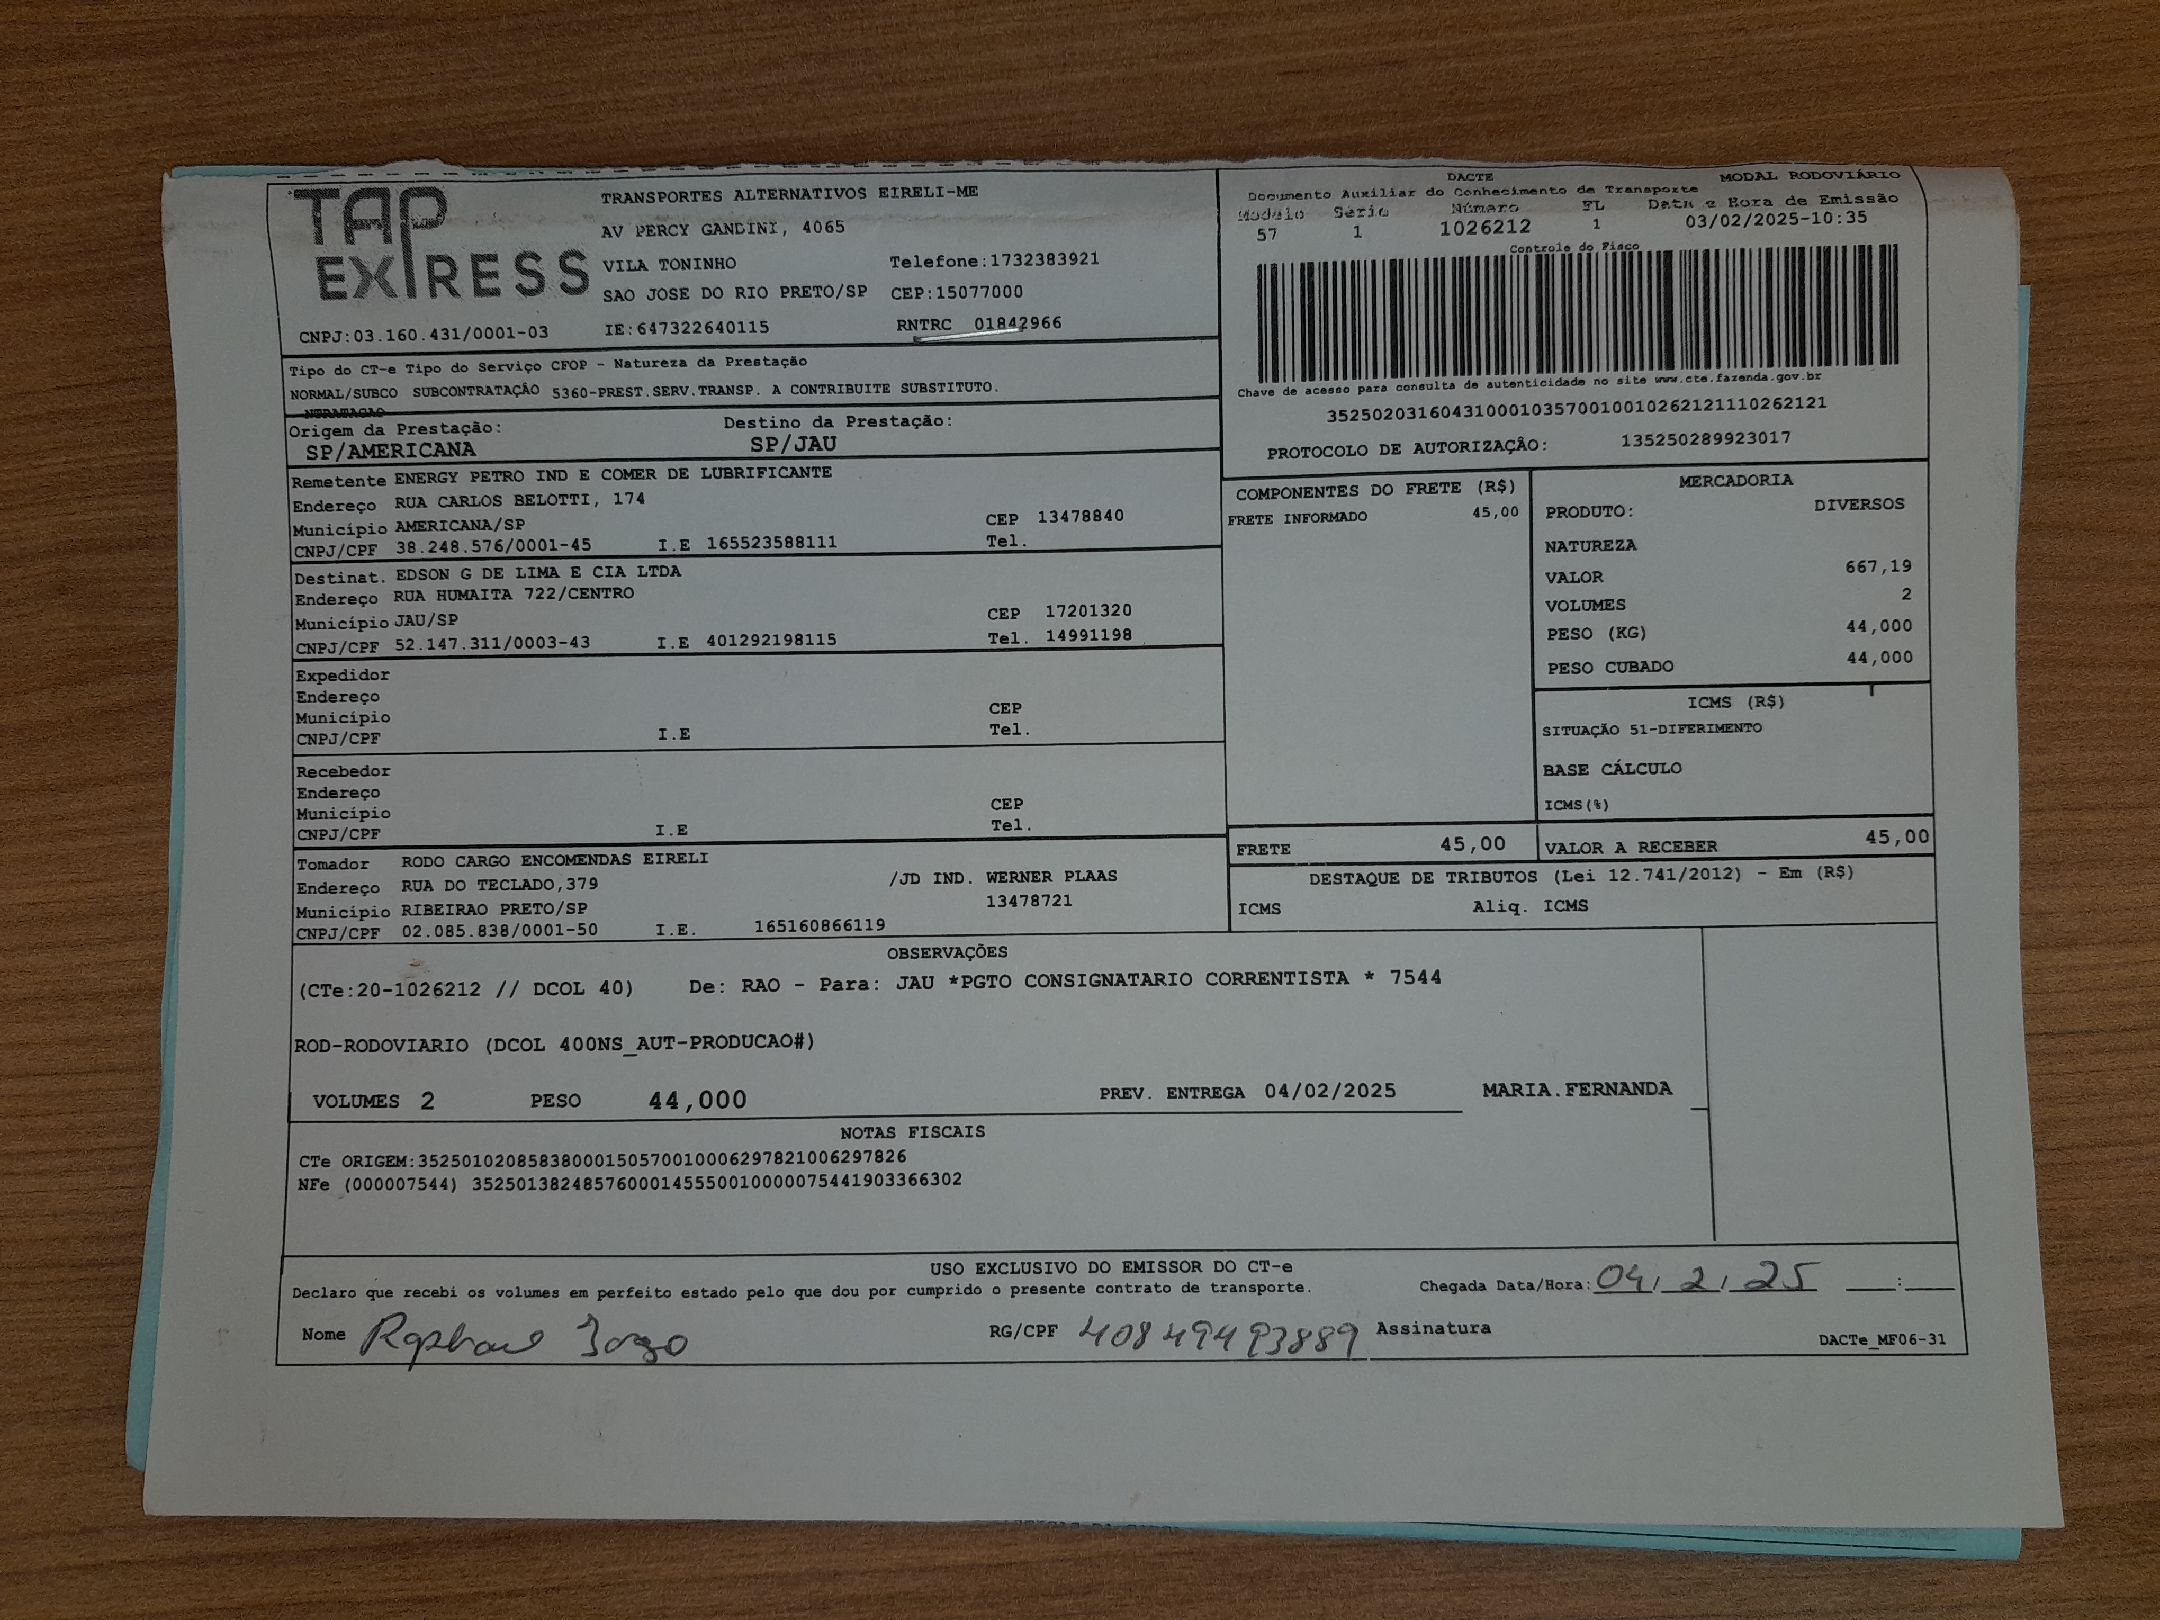 TAP EXPRESS
TRANSPORTES ALTERNATIVOS EIRELI-ME
AV PERCY GANDINI, 4065
VILA TONINHO Telefone:1732383921
SAO JOSE DO RIO PRETO/SP CEP:15077000
CNPJ:03.160.431/0001-03 IE:647322640115 RNTRC 01842966
DACTE MODAL RODOVIÁRIO
Documento Auxiliar do Conhecimento de Transporte
Modelo Série Número FL Data e Hora de Emissão
57 1 1026212 1 03/02/2025-10:35
Controle do Fisco
Chave de acesso para consulta de autenticidade no site www.cte.fazenda.gov.br
35250203160431000103570010010262121110262121
PROTOCOLO DE AUTORIZAÇÃO: 135250289923017
Tipo do CT-e Tipo do Serviço CFOP - Natureza da Prestação
NORMAL/SUBCO SUBCONTRATAÇÃO 5360-PREST.SERV.TRANSP. A CONTRIBUITE SUBSTITUTO.
NTRATACAO
Origem da Prestação: Destino da Prestação:
SP/AMERICANA SP/JAU
Remetente ENERGY PETRO IND E COMER DE LUBRIFICANTE
Endereço RUA CARLOS BELOTTI, 174
Município AMERICANA/SP CEP 13478840
CNPJ/CPF 38.248.576/0001-45 I.E 165523588111 Tel.
Destinat. EDSON G DE LIMA E CIA LTDA
Endereço RUA HUMAITA 722/CENTRO
Município JAU/SP CEP 17201320
CNPJ/CPF 52.147.311/0003-43 I.E 401292198115 Tel. 14991198
Expedidor
Endereço
Município CEP
CNPJ/CPF I.E Tel.
Recebedor
Endereço
Município CEP
CNPJ/CPF I.E Tel.
Tomador RODO CARGO ENCOMENDAS EIRELI
Endereço RUA DO TECLADO,379 /JD IND. WERNER PLAAS
Município RIBEIRAO PRETO/SP 13478721
CNPJ/CPF 02.085.838/0001-50 I.E. 165160866119
COMPONENTES DO FRETE (R$)
FRETE INFORMADO 45,00
MERCADORIA
PRODUTO: DIVERSOS
NATUREZA
VALOR 667,19
VOLUMES 2
PESO (KG) 44,000
PESO CUBADO 44,000
ICMS (R$)
SITUAÇÃO 51-DIFERIMENTO
BASE CÁLCULO
ICMS(%)
FRETE 45,00 VALOR A RECEBER 45,00
DESTAQUE DE TRIBUTOS (Lei 12.741/2012) - Em (R$)
ICMS Aliq. ICMS
OBSERVAÇÕES
(CTe:20-1026212 // DCOL 40) De: RAO - Para: JAU *PGTO CONSIGNATARIO CORRENTISTA * 7544
ROD-RODOVIARIO (DCOL 400NS_AUT-PRODUCAO#)
VOLUMES 2 PESO 44,000 PREV. ENTREGA 04/02/2025 MARIA.FERNANDA
NOTAS FISCAIS
CTe ORIGEM:35250102085838000150570010006297821006297826
NFe (000007544) 35250138248576000145550010000075441903366302
USO EXCLUSIVO DO EMISSOR DO CT-e
Declaro que recebi os volumes em perfeito estado pelo que dou por cumprido o presente contrato de transporte. Chegada Data/Hora: 04/2/25 :
Nome RG/CPF 40849493889 Assinatura DACTe_MF06-31